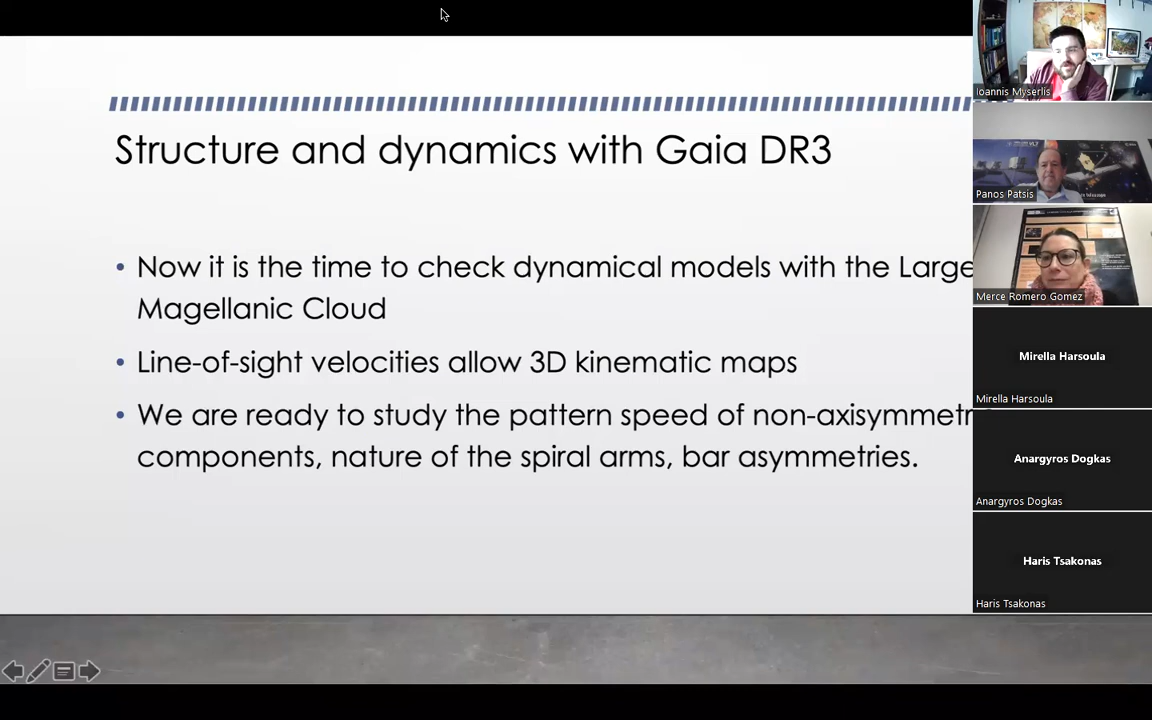 Structure and dynamics with Gaia DR3
• Now it is the time to check dynamical models with the Large
Magellanic Cloud
• Line-of-sight velocities allow 3D kinematic maps
• We are ready to study the pattern speed of non-axisymmetr
components, nature of the spiral arms, bar asymmetries.
Ioannis Myserlis
Panos Patsis
Merce Romero Gomez
Mirella Harsoula
Mirella Harsoula
Anargyros Dogkas
Anargyros Dogkas
Haris Tsakonas
Haris Tsakonas